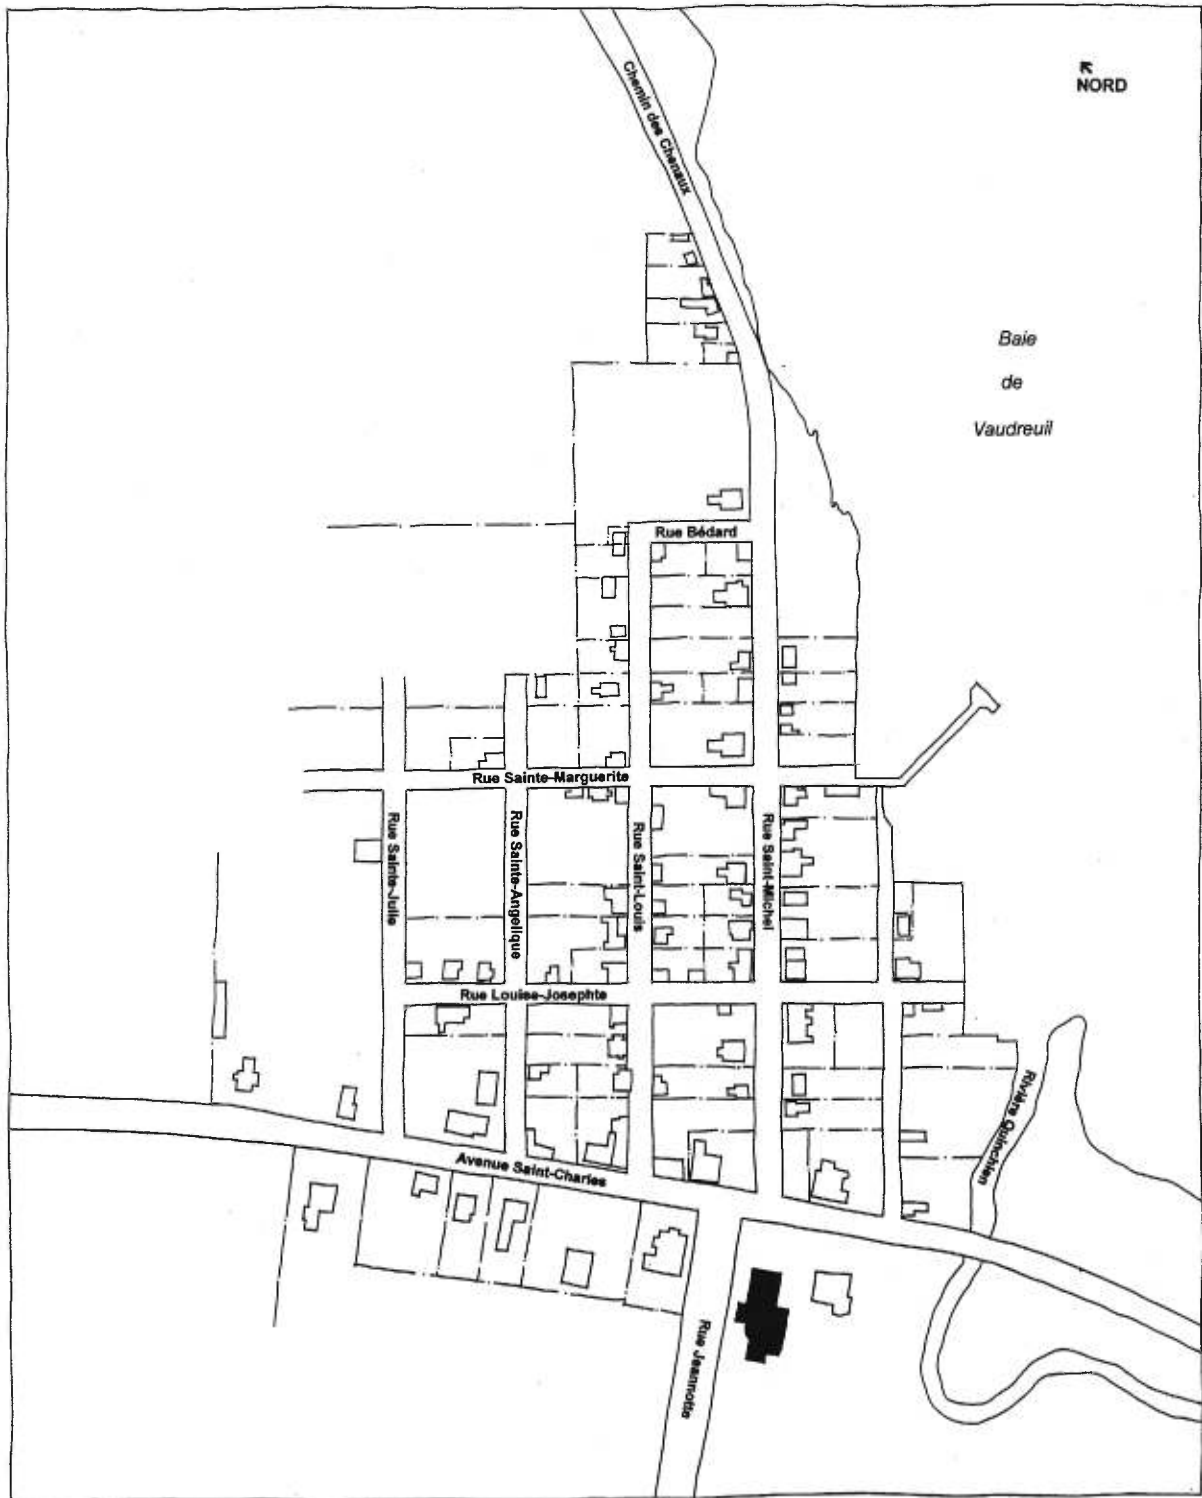 NORD
Chemin des Chenaux
Baie
de
Vaudreuil
Rue Bédard
Rue Sainte-Marguerite
Rue Sainte-Julie
Rue Sainte-Angélique
Rue Saint-Louis
Rue Saint-Michel
Rue Louise-Josephte
Rivière Quinchien
Avenue Saint-Charles
Rue Jeannotte